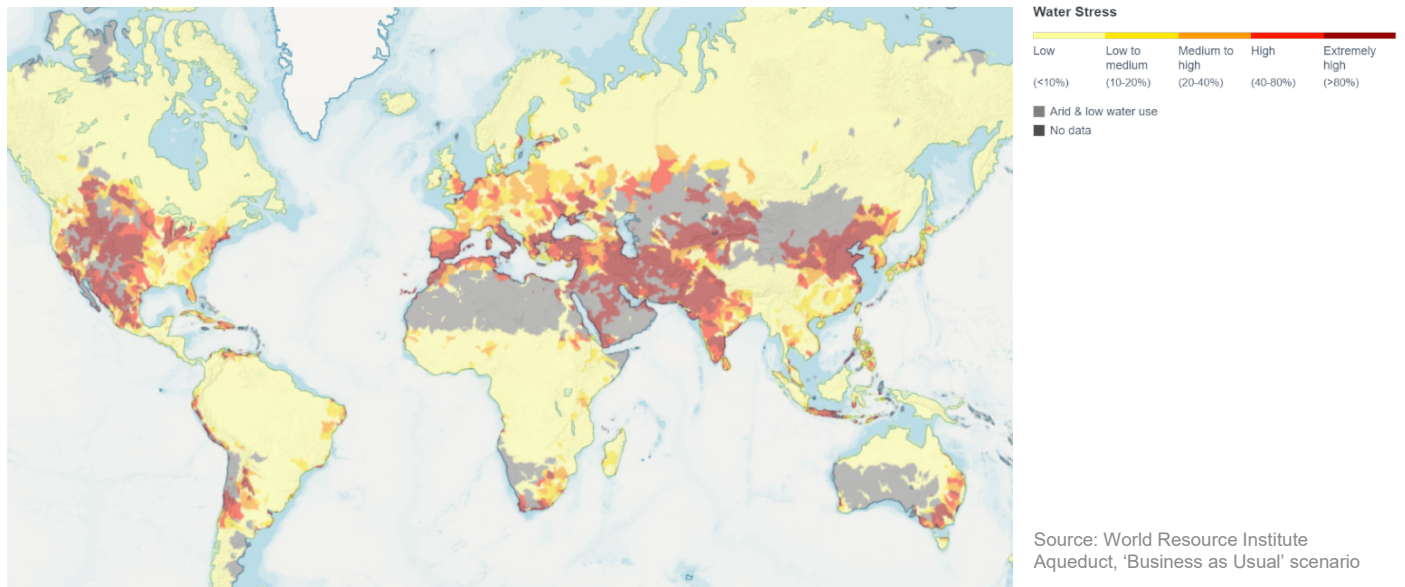 Water Stress
Low
Low to
medium
Medium to
high
High
Extremely
high
(<10%)
(10-20%)
(20-40%)
(40-80%)
(>80%)
Arid & low water use
No data
Source: World Resource Institute
Aqueduct, ‘Business as Usual’ scenario